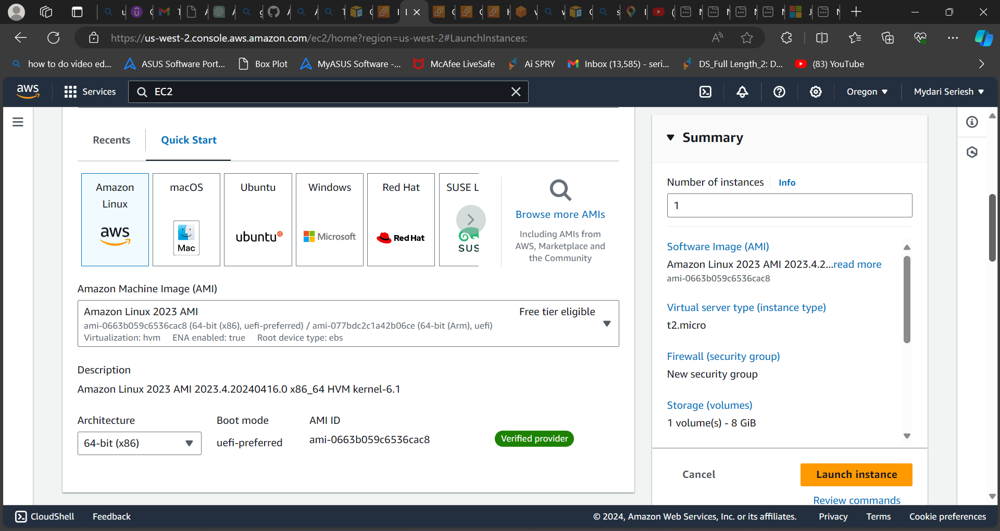 https://us-west-2.console.aws.amazon.com/ec2/home?region=us-west-2#LaunchInstances:
how to do video ed...
ASUS Software Port...
Box Plot
MyASUS Software -...
McAfee LiveSafe
Ai SPRY
Inbox (13,585) - seri...
DS_Full Length_2: D...
(83) YouTube
aws
Services
EC2
Oregon
Mydari Seriesh
Recents
Quick Start
Amazon
Linux
aws
macOS
Mac
Ubuntu
ubuntu
Windows
Microsoft
Red Hat
Red Hat
SUSE L
SUS
Browse more AMIs
Including AMIs from
AWS, Marketplace and
the Community
Amazon Machine Image (AMI)
Amazon Linux 2023 AMI
Free tier eligible
ami-0663b059c6536cac8 (64-bit (x86), uefi-preferred) / ami-077bdc2c1a42b06ce (64-bit (Arm), uefi)
Virtualization: hvm ENA enabled: true Root device type: ebs
Description
Amazon Linux 2023 AMI 2023.4.20240416.0 x86_64 HVM kernel-6.1
Architecture
Boot mode
AMI ID
64-bit (x86)
uefi-preferred
ami-0663b059c6536cac8
Verified provider
Summary
Number of instances
Info
1
Software Image (AMI)
Amazon Linux 2023 AMI 2023.4.2...read more
ami-0663b059c6536cac8
Virtual server type (instance type)
t2.micro
Firewall (security group)
New security group
Storage (volumes)
1 volume(s) - 8 GiB
Cancel
Launch instance
Review commands
CloudShell
Feedback
© 2024, Amazon Web Services, Inc. or its affiliates.
Privacy
Terms
Cookie preferences